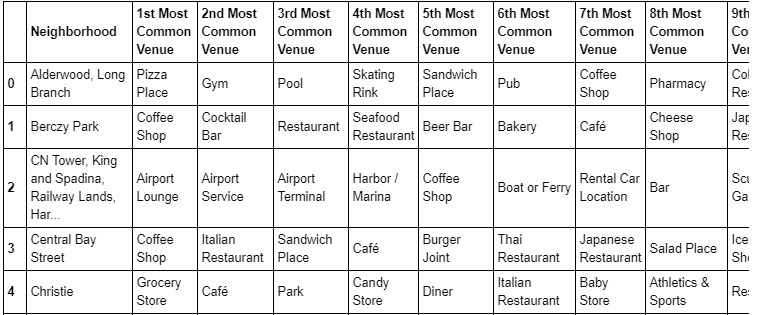 Neighborhood 1st Most Common Venue 2nd Most Common Venue 3rd Most Common Venue 4th Most Common Venue 5th Most Common Venue 6th Most Common Venue 7th Most Common Venue 8th Most Common Venue 9th
0 Alderwood, Long Branch Pizza Place Gym Pool Skating Rink Sandwich Place Pub Coffee Shop Pharmacy
1 Berczy Park Coffee Shop Cocktail Bar Restaurant Seafood Restaurant Beer Bar Bakery Café Cheese Shop
2 CN Tower, King and Spadina, Railway Lands, Har... Airport Lounge Airport Service Airport Terminal Harbor / Marina Coffee Shop Boat or Ferry Rental Car Location Bar
3 Central Bay Street Coffee Shop Italian Restaurant Sandwich Place Café Burger Joint Thai Restaurant Japanese Restaurant Salad Place Ice
4 Christie Grocery Store Café Park Candy Store Diner Italian Restaurant Baby Store Athletics & Sports